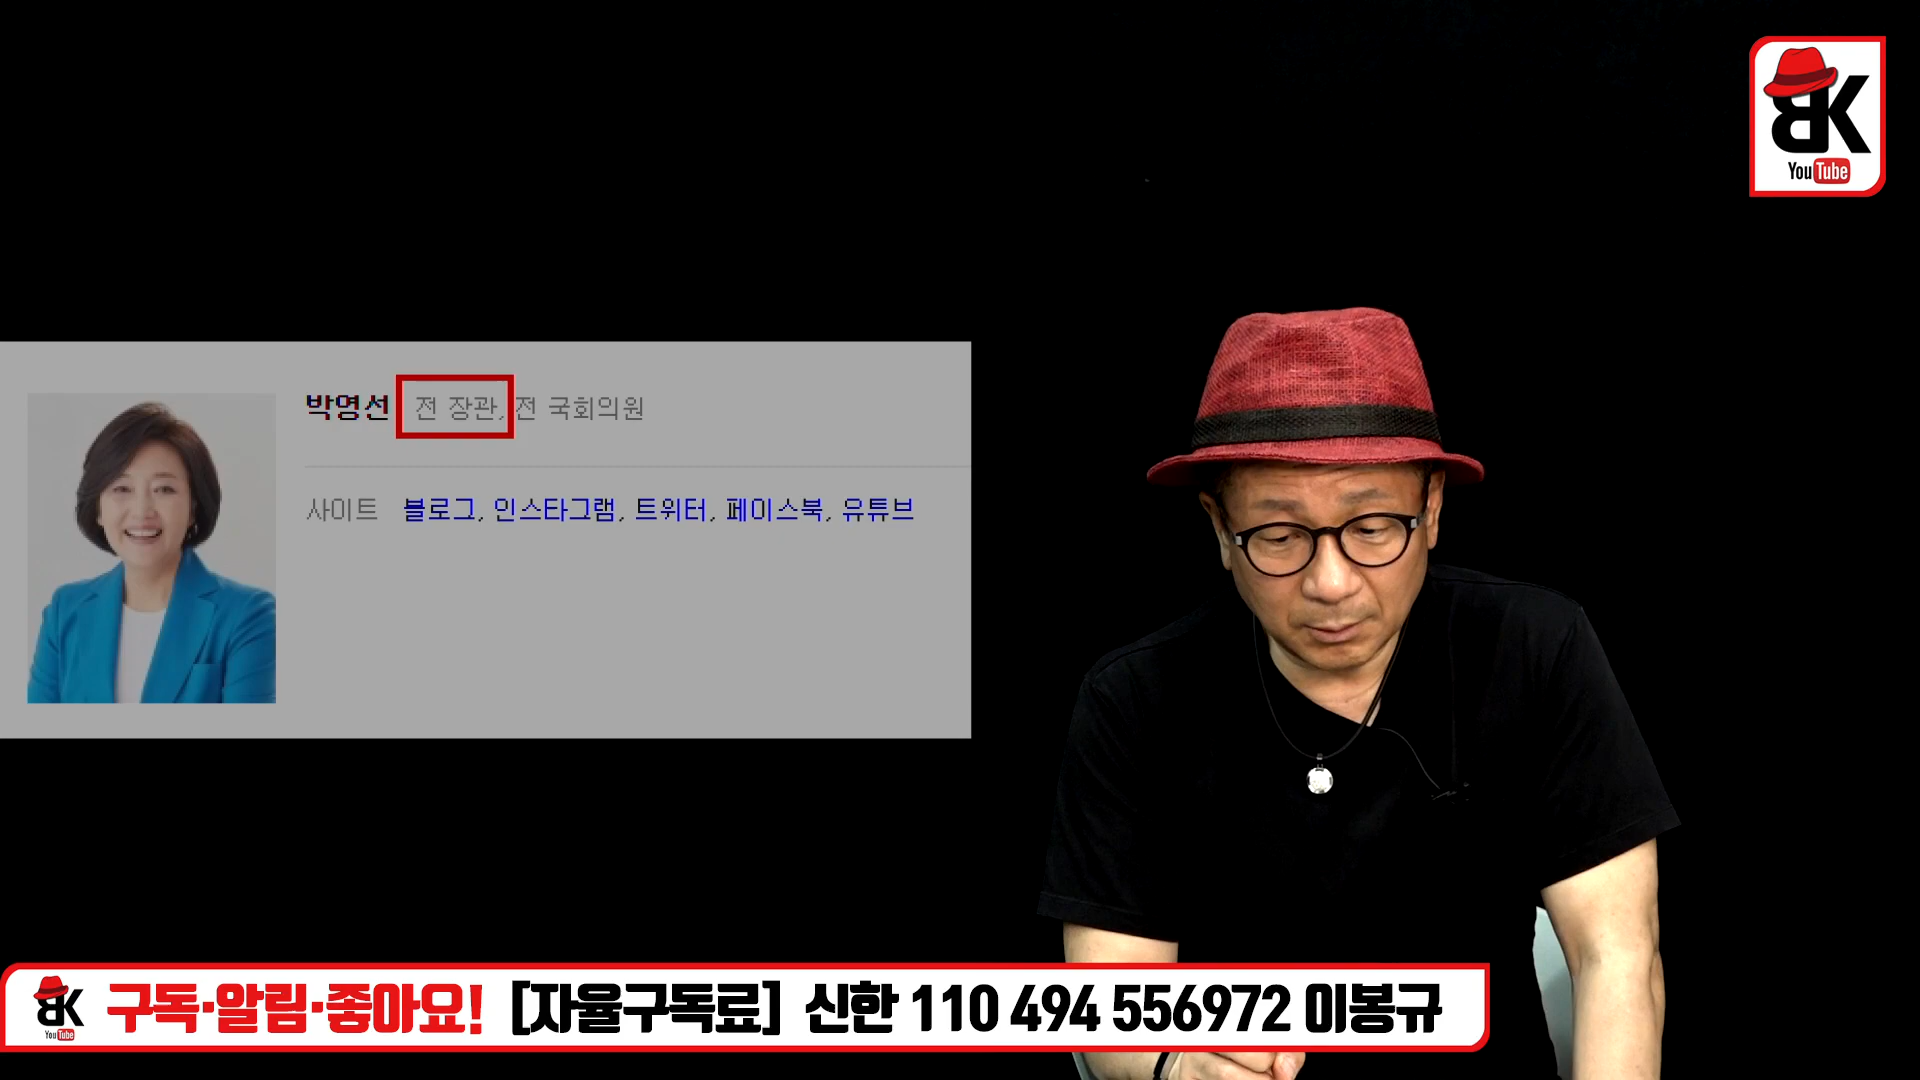 BK
YouTube
박영선 전 장관, 전 국회의원
사이트 블로그, 인스타그램, 트위터, 페이스북, 유튜브
BK
YouTube
구독·알림·좋아요! [자율구독료] 신한 110 494 556972 이봉규